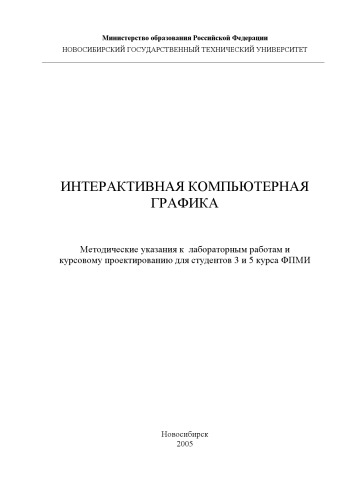 Министерство образования Российской Федерации
НОВОСИБИРСКИЙ ГОСУДАРСТВЕННЫЙ ТЕХНИЧЕСКИЙ УНИВЕРСИТЕТ
ИНТЕРАКТИВНАЯ КОМПЬЮТЕРНАЯ
ГРАФИКА
Методические указания к лабораторным работам и
курсовому проектированию для студентов 3 и 5 курса ФПМИ
Новосибирск
2005